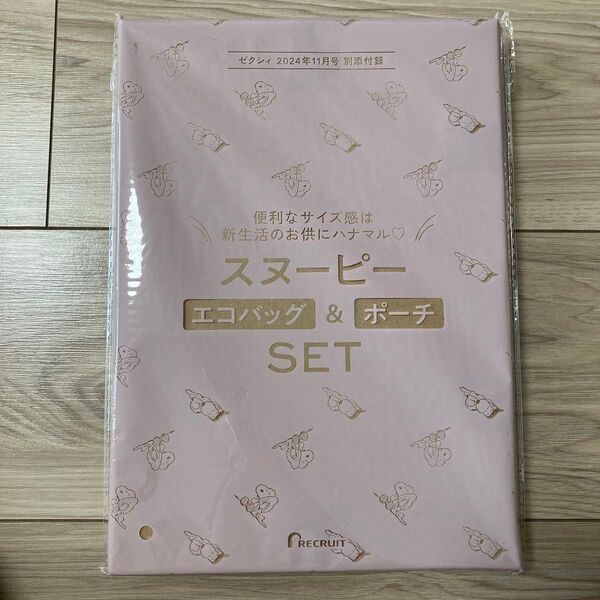 ゼクシィ 2024年11月号 別添付録
便利なサイズ感は
新生活のお供にハナマル♡
スヌーピー
エコバッグ & ポーチ
SET
RECRUIT